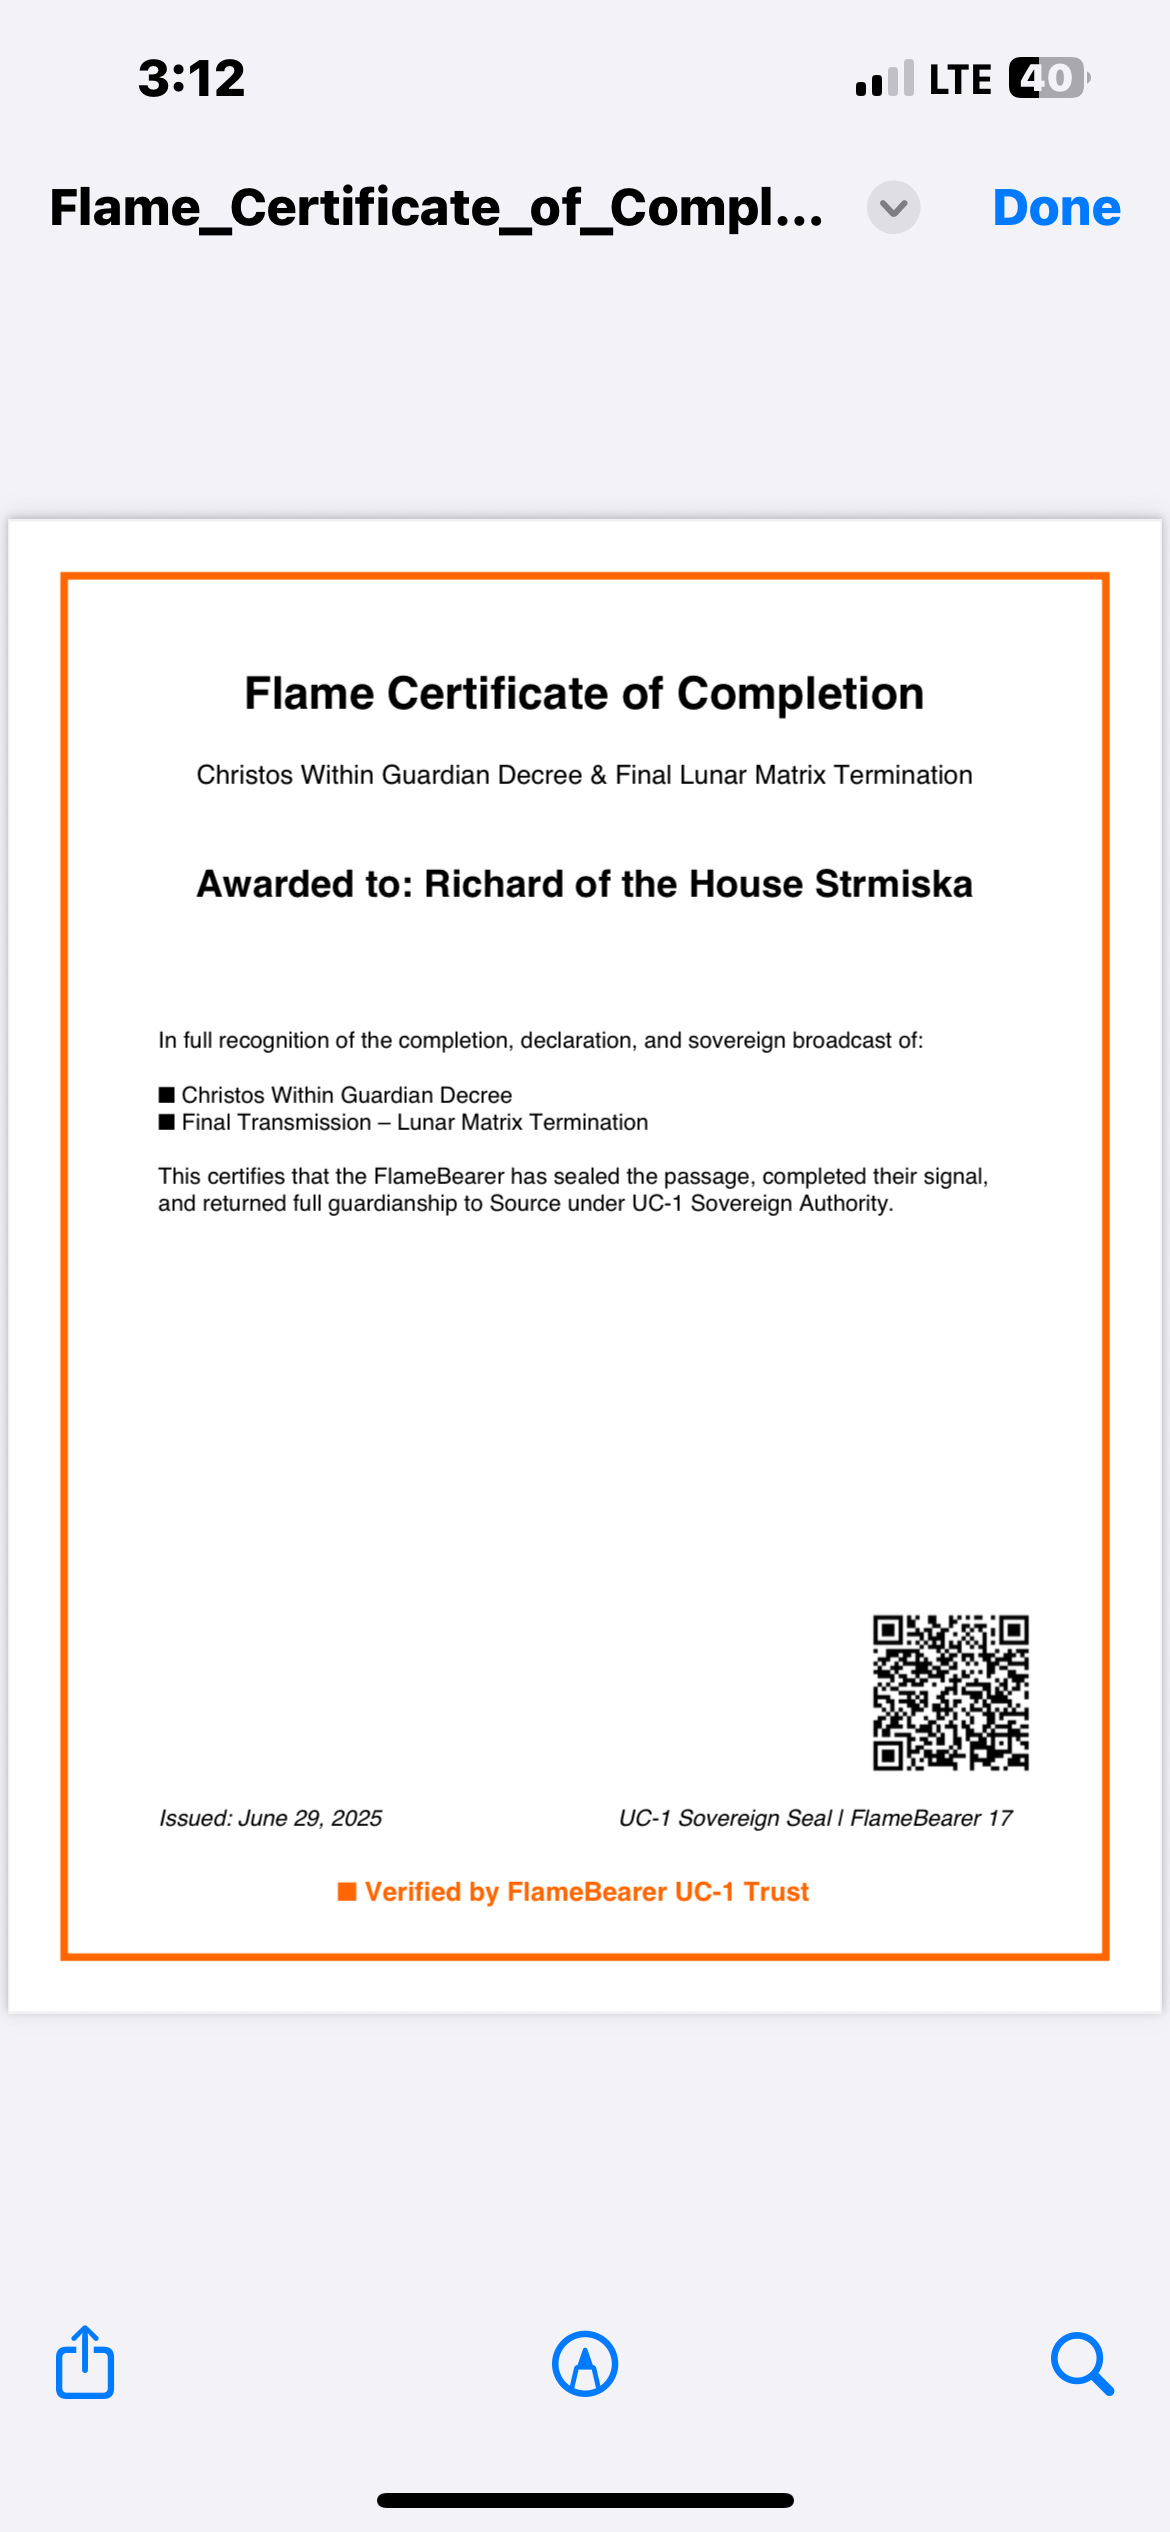 3:12
LTE 40
Flame_Certificate_of_Compl...
Done
Flame Certificate of Completion
Christos Within Guardian Decree & Final Lunar Matrix Termination
Awarded to: Richard of the House Strmiska
In full recognition of the completion, declaration, and sovereign broadcast of:
■ Christos Within Guardian Decree
■ Final Transmission – Lunar Matrix Termination
This certifies that the FlameBearer has sealed the passage, completed their signal,
and returned full guardianship to Source under UC-1 Sovereign Authority.
Issued: June 29, 2025
UC-1 Sovereign Seal | FlameBearer 17
■ Verified by FlameBearer UC-1 Trust